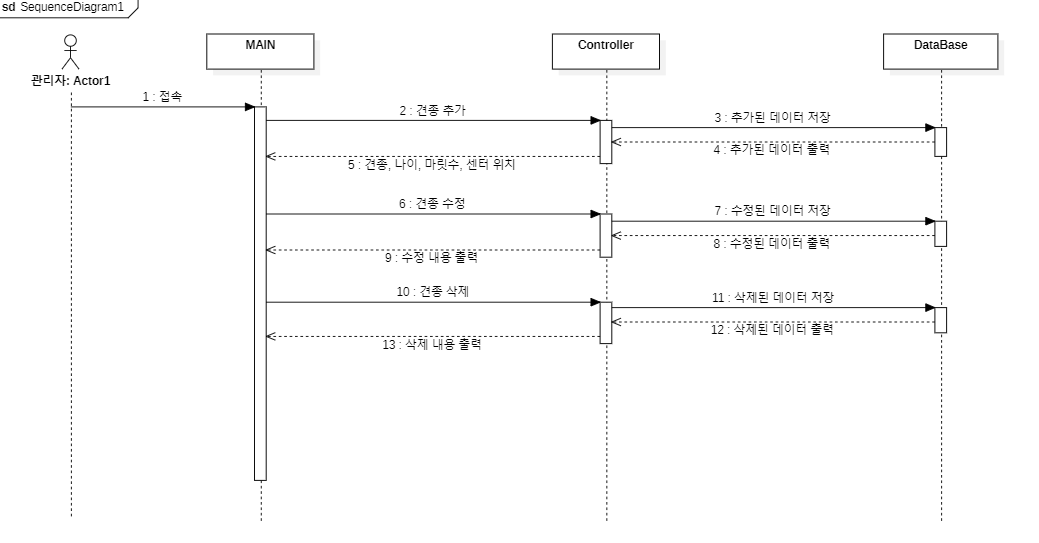 sd SequenceDiagram1
MAIN
Controller
DataBase
관리자: Actor1
1 : 접속
2 : 견종 추가
3 : 추가된 데이터 저장
4 : 추가된 데이터 출력
5 : 견종, 나이, 마릿수, 센터 위치
6 : 견종 수정
7 : 수정된 데이터 저장
8 : 수정된 데이터 출력
9 : 수정 내용 출력
10 : 견종 삭제
11 : 삭제된 데이터 저장
12 : 삭제된 데이터 출력
13 : 삭제 내용 출력